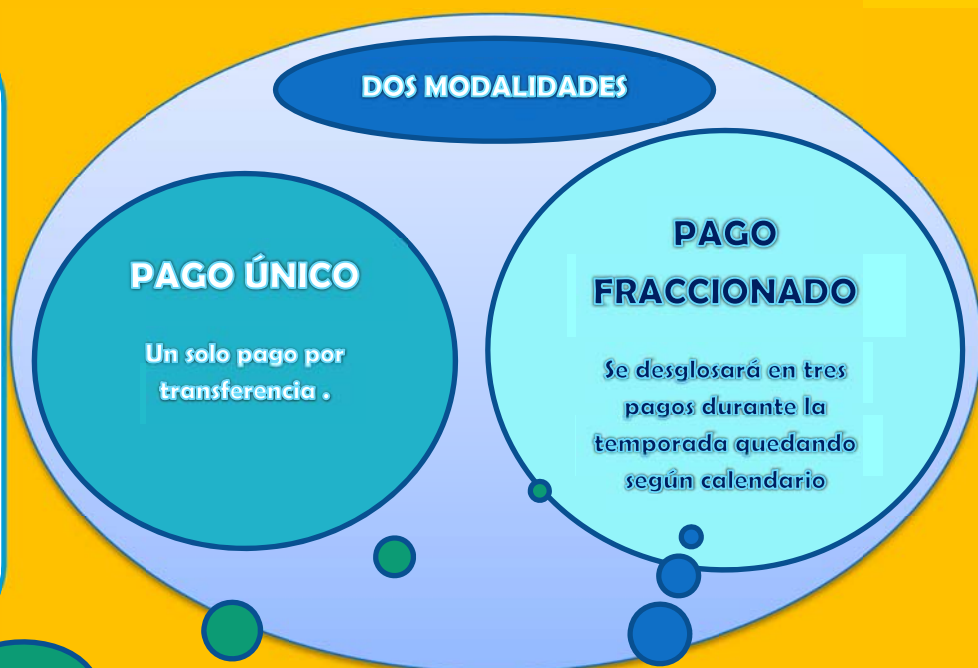 DOS MODALIDADES
PAGO ÚNICO
Un solo pago por
transferencia .
PAGO
FRACCIONADO
Se desglosará en tres
pagos durante la
temporada quedando
según calendario